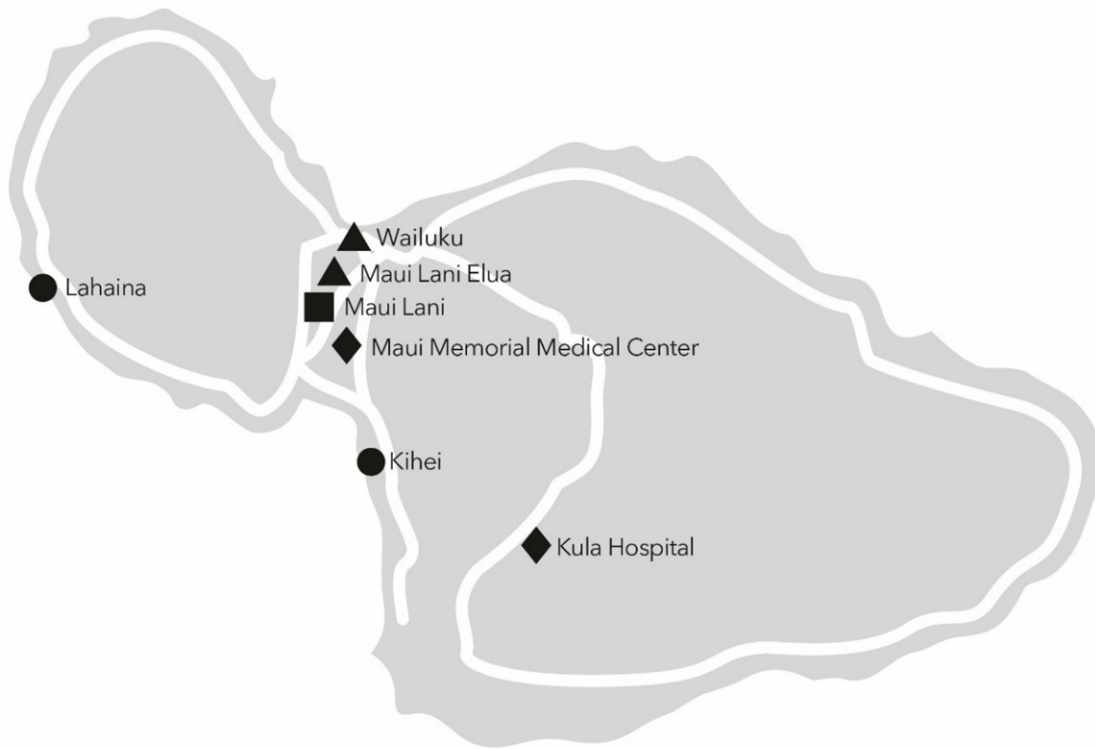 Wailuku
Maui Lani Elua
Lahaina
Maui Lani
Maui Memorial Medical Center
Kihei
Kula Hospital